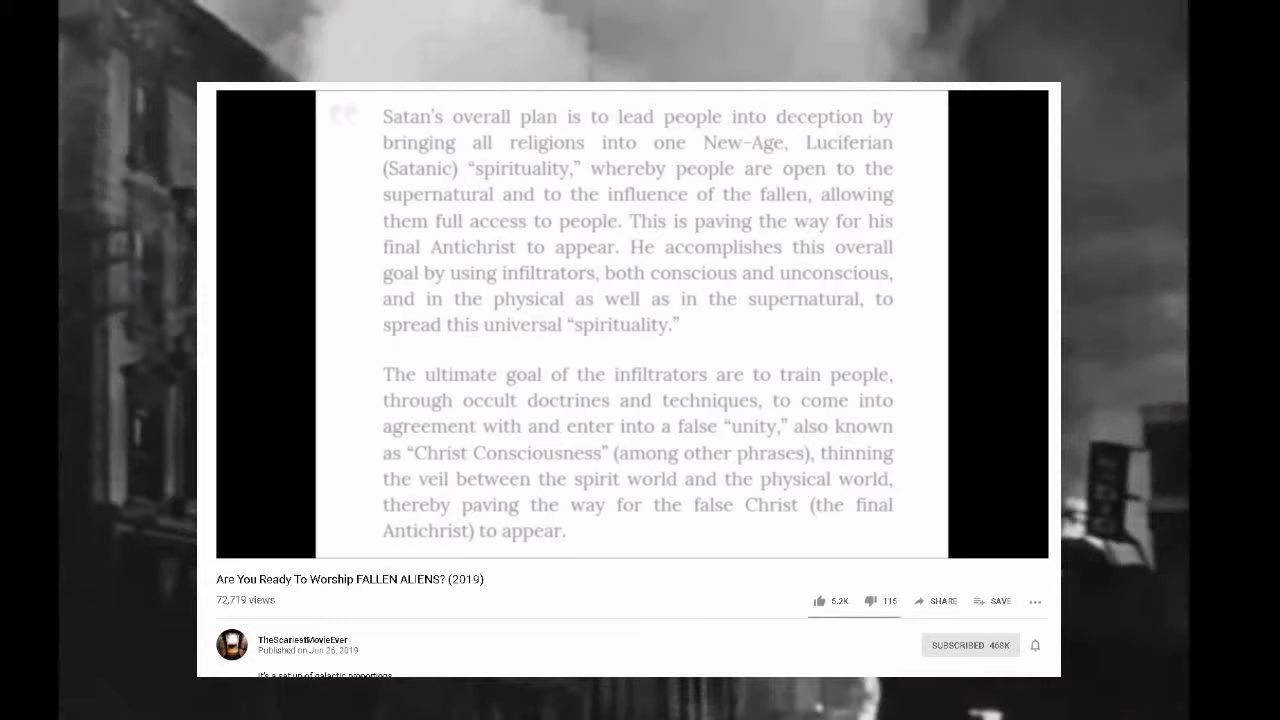 Satan's overall plan is to lead people into deception by
bringing all religions into one New-Age, Luciferian
(Satanic) “spirituality,” whereby people are open to the
supernatural and to the influence of the fallen, allowing
them full access to people. This is paving the way for his
final Antichrist to appear. He accomplishes this overall
goal by using infiltrators, both conscious and unconscious,
and in the physical as well as in the supernatural, to
spread this universal “spirituality.”
The ultimate goal of the infiltrators are to train people,
through occult doctrines and techniques, to come into
agreement with and enter into a false “unity,” also known
as “Christ Consciousness” (among other phrases), thinning
the veil between the spirit world and the physical world,
thereby paving the way for the false Christ (the final
Antichrist) to appear.
Are You Ready To Worship FALLEN ALIENS? (2019)
72,719 views
5.2K 115 SHARE SAVE
TheScariestMovieEver
Published on Jun 26, 2019
SUBSCRIBED 468K
It's a set up of galactic proportions